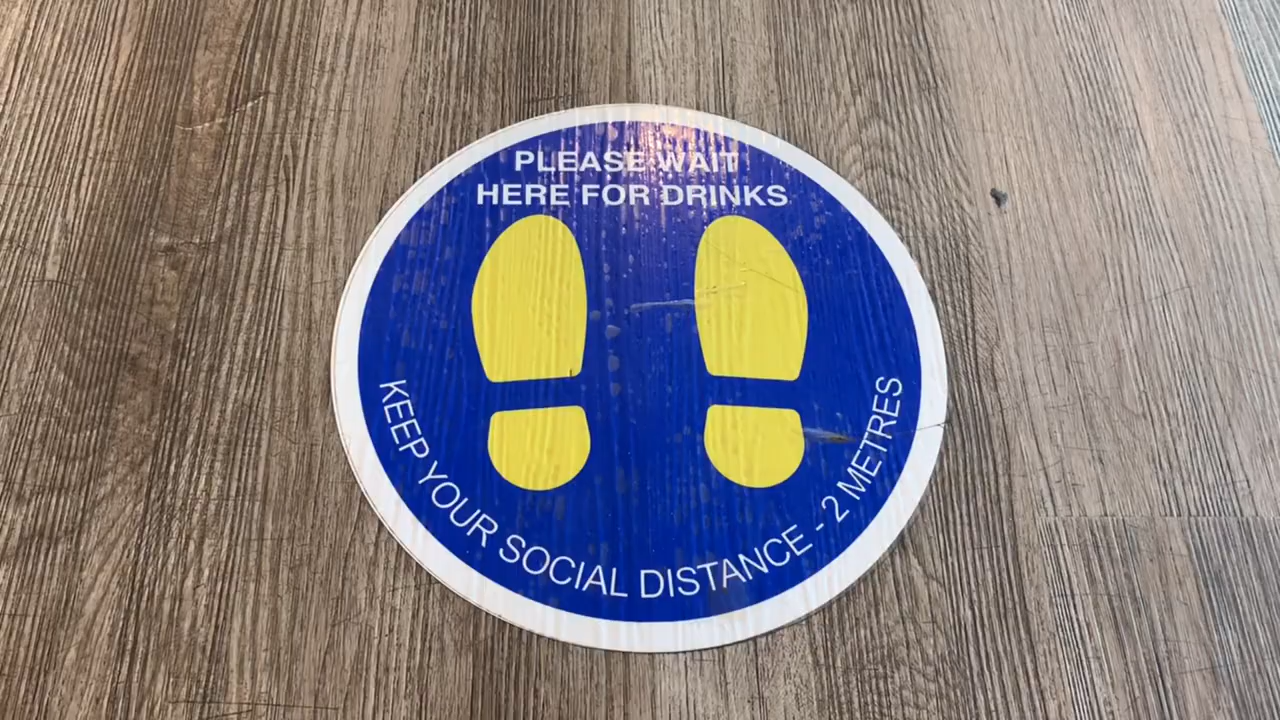 PLEASE WAIT
HERE FOR DRINKS
KEEP YOUR SOCIAL DISTANCE - 2 METRES